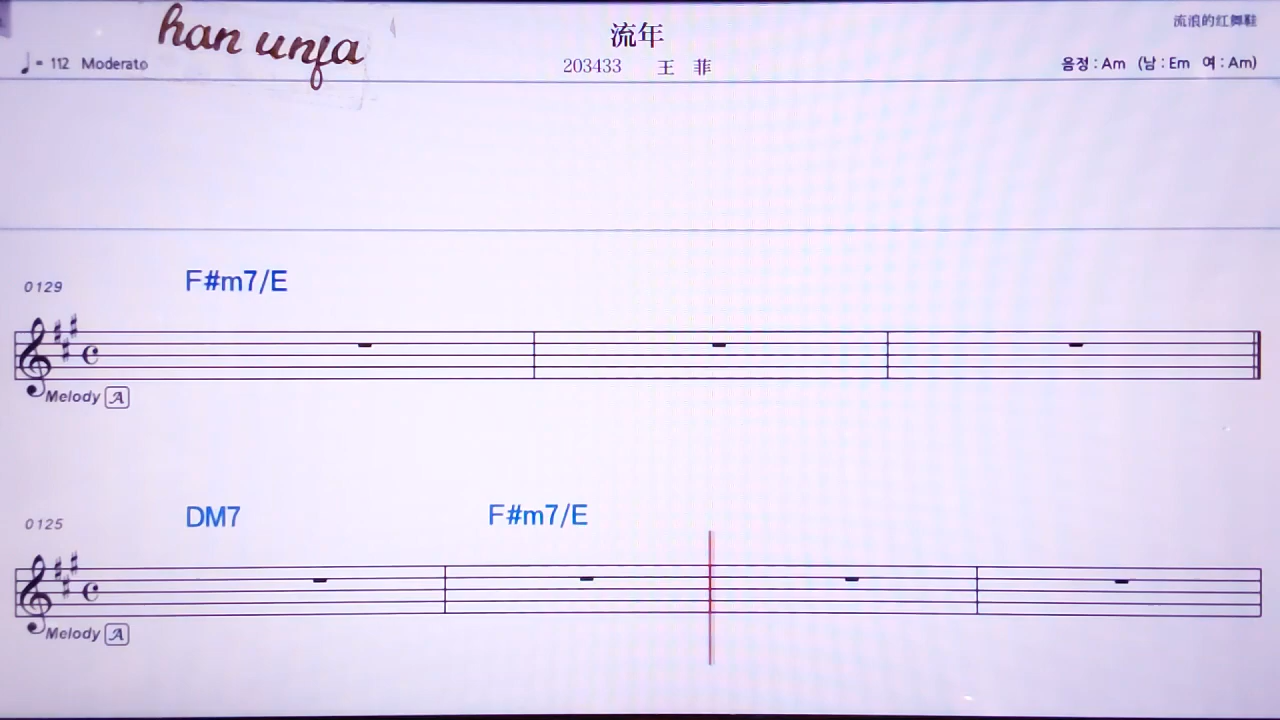 han unja
流年
流浪的红舞鞋
♩= 112 Moderato
203433 王 菲
음정 : Am (남 : Em 여 : Am)
0129 F#m7/E
Melody A
0125 DM7 F#m7/E
Melody A